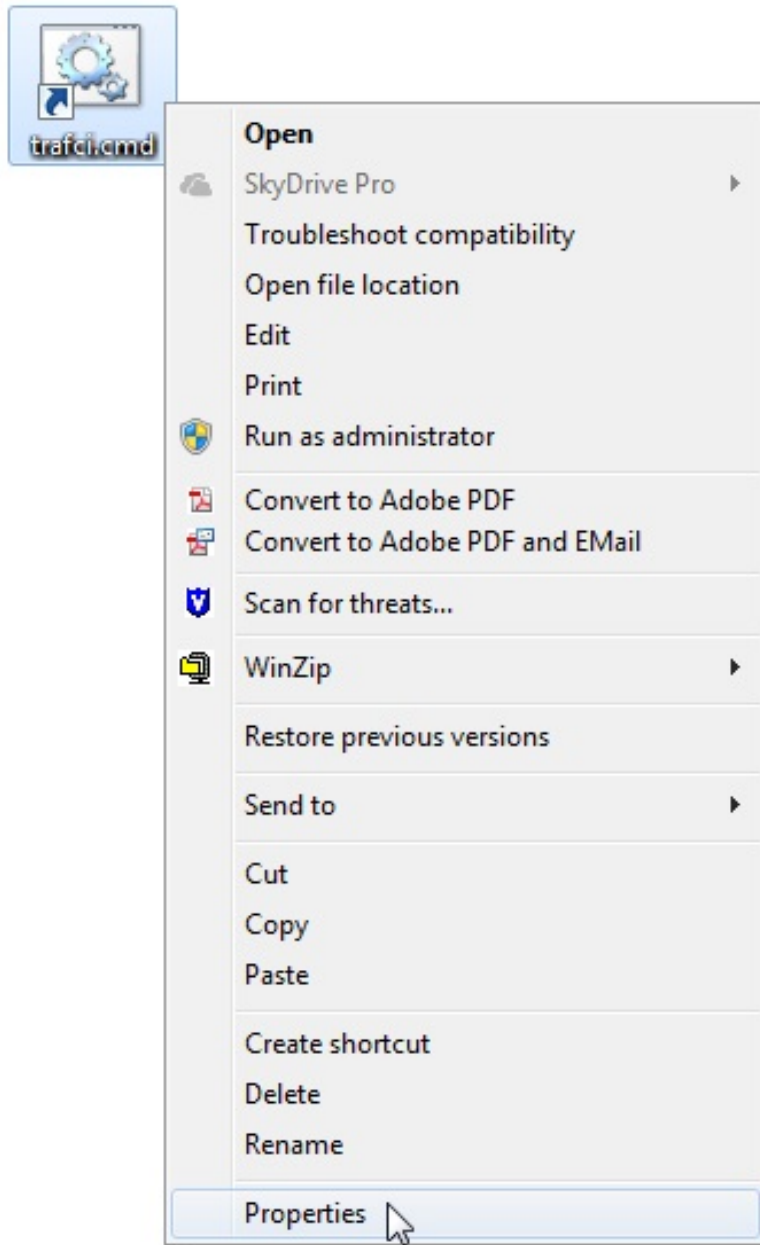 trafci.cmd
Open
SkyDrive Pro
Troubleshoot compatibility
Open file location
Edit
Print
Run as administrator
Convert to Adobe PDF
Convert to Adobe PDF and EMail
Scan for threats...
WinZip
Restore previous versions
Send to
Cut
Copy
Paste
Create shortcut
Delete
Rename
Properties